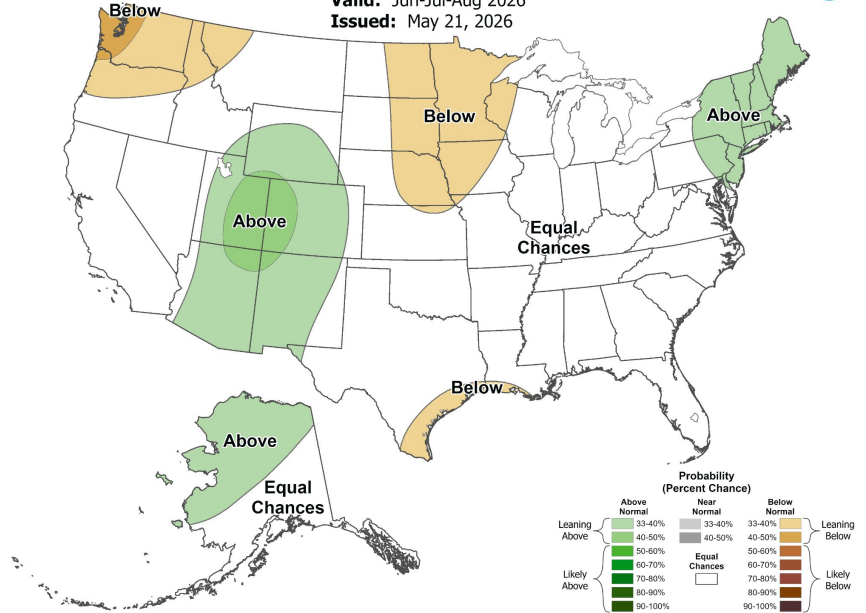 Valid: Jun-Jul-Aug 2026
Issued: May 21, 2026
Below
Below
Above
Above
Equal
Chances
Below
Above
Equal
Chances
Probability
(Percent Chance)
Above
Normal
Near
Normal
Below
Normal
Leaning
Above
33-40%
40-50%
50-60%
60-70%
70-80%
80-90%
90-100%
Likely
Above
33-40%
40-50%
Equal
Chances
33-40%
40-50%
50-60%
60-70%
70-80%
80-90%
90-100%
Leaning
Below
Likely
Below